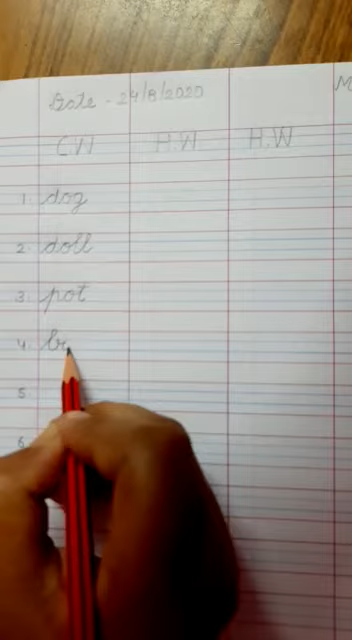 Date - 24/8/2020
C.W H.W H.W
1. dog
2. doll
3. pot
4.
5.
6.